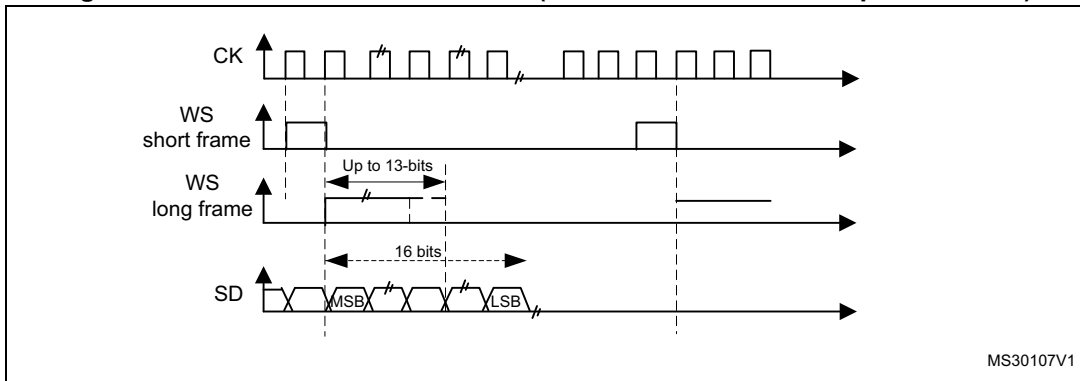 CK
WS
short frame
Up to 13-bits
WS
long frame
16 bits
SD
MSB
LSB
MS30107V1